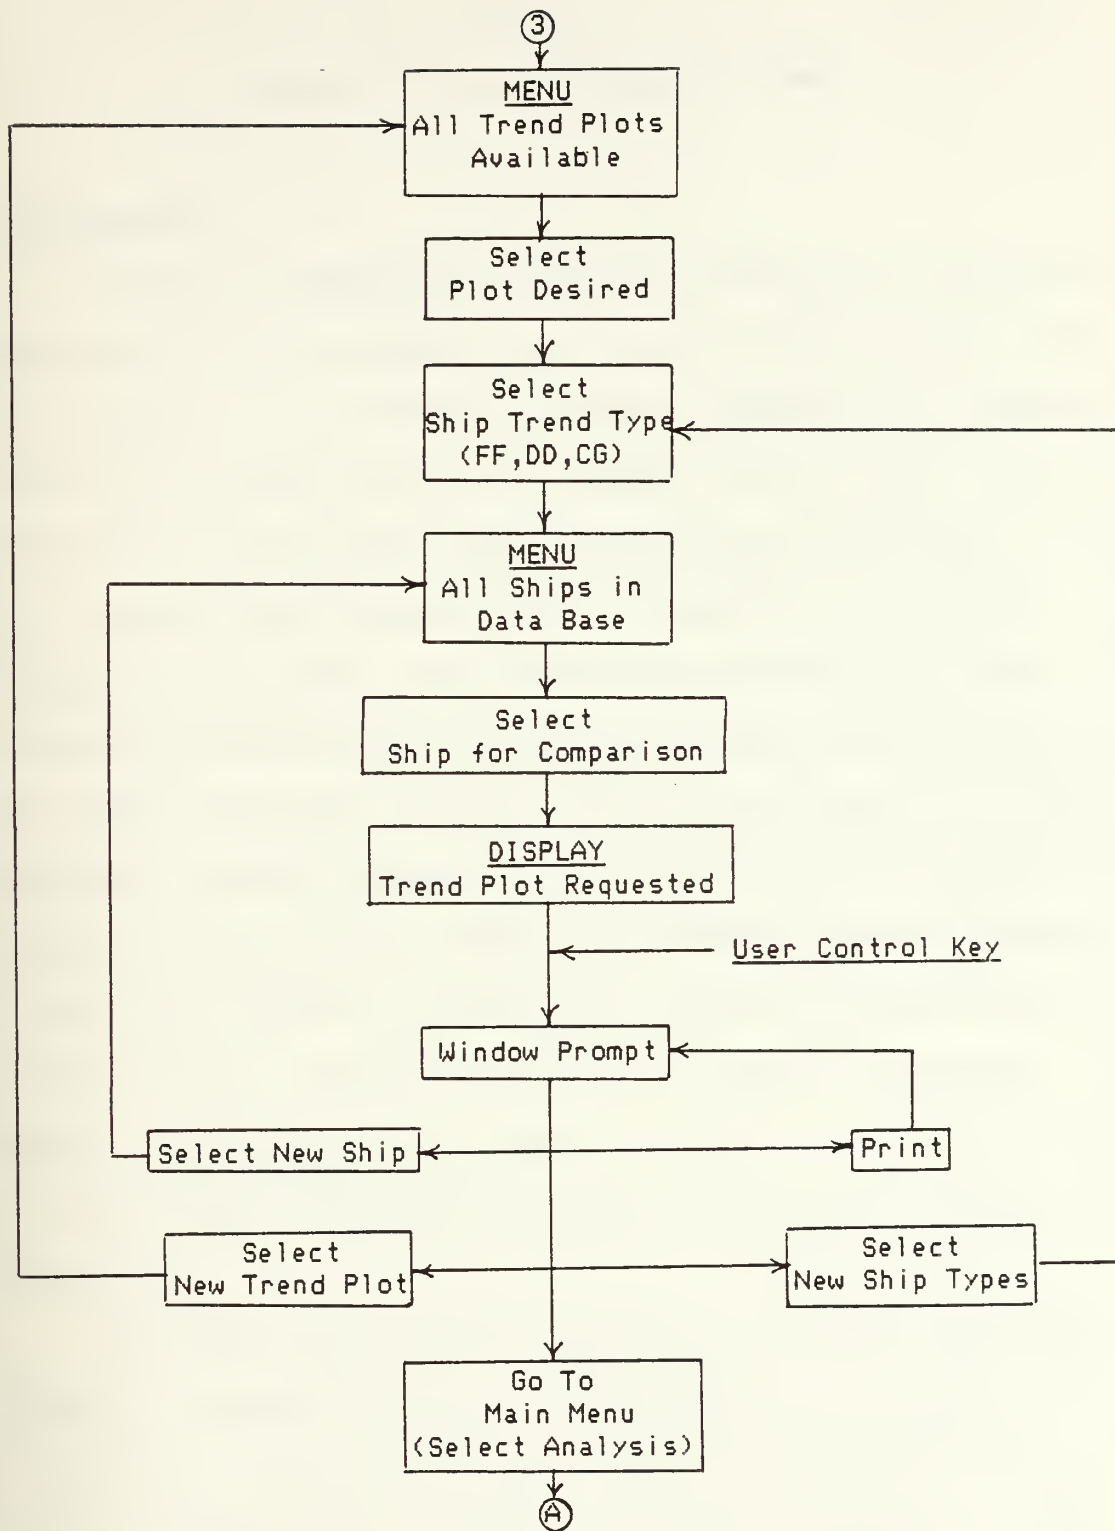 3
MENU
All Trend Plots
Available
Select
Plot Desired
Select
Ship Trend Type
(FF,DD,CG)
MENU
All Ships in
Data Base
Select
Ship for Comparison
DISPLAY
Trend Plot Requested
User Control Key
Window Prompt
Select New Ship
Print
Select
New Trend Plot
Select
New Ship Types
Go To
Main Menu
(Select Analysis)
A